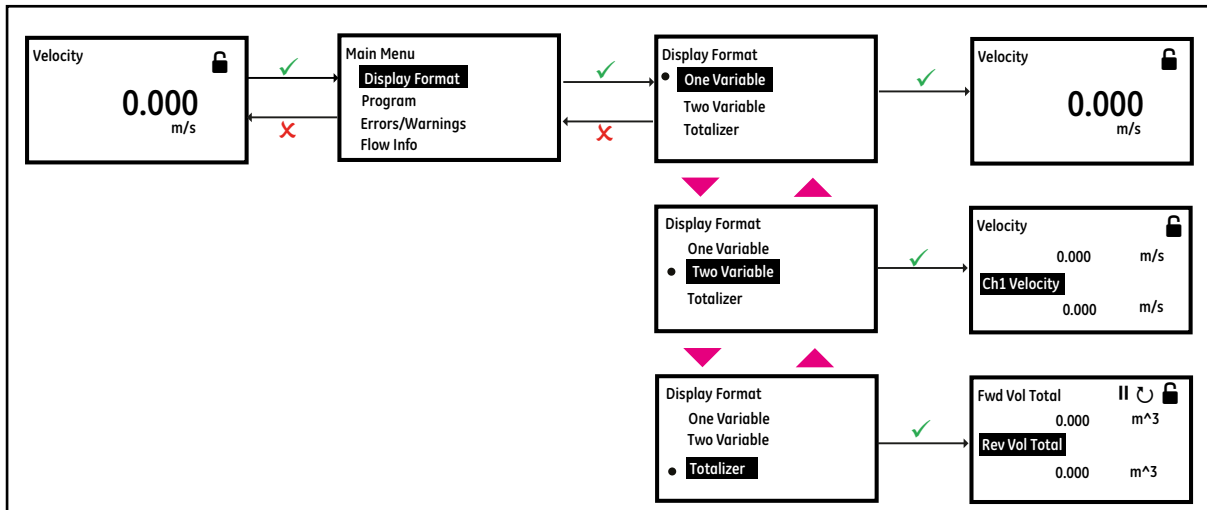 Velocity
0.000
m/s
Main Menu
Display Format
Program
Errors/Warnings
Flow Info
Display Format
One Variable
Two Variable
Totalizer
Velocity
0.000
m/s
Display Format
One Variable
Two Variable
Totalizer
Velocity
0.000 m/s
Ch1 Velocity
0.000 m/s
Display Format
One Variable
Two Variable
Totalizer
Fwd Vol Total
0.000 m^3
Rev Vol Total
0.000 m^3